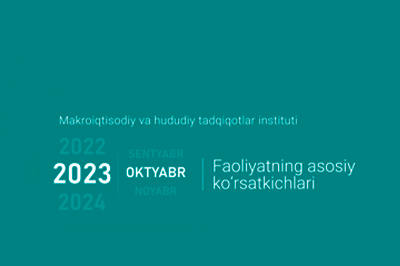 Makroiqtisodiy va hududiy tadqiqotlar instituti
2022
2023
2024
SENTYABR
OKTYABR
NOYABR
Faoliyatning asosiy
ko‘rsatkichlari